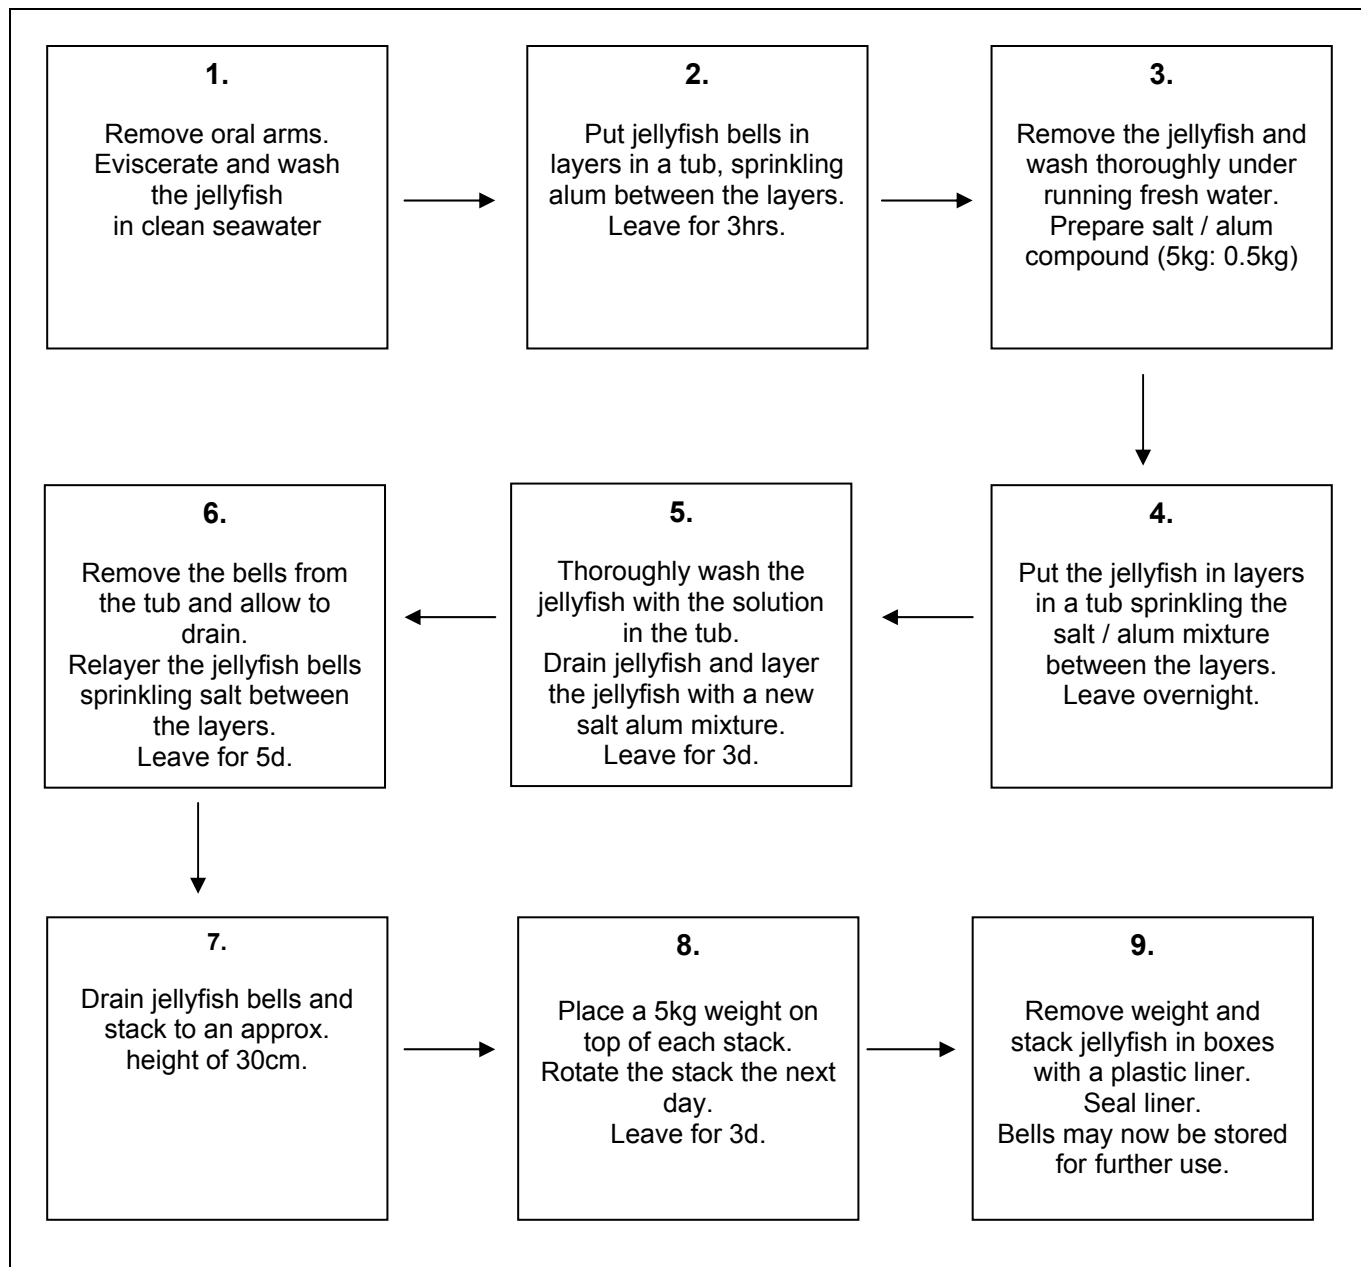 1.
Remove oral arms.
Eviscerate and wash
the jellyfish
in clean seawater
2.
Put jellyfish bells in
layers in a tub, sprinkling
alum between the layers.
Leave for 3hrs.
3.
Remove the jellyfish and
wash thoroughly under
running fresh water.
Prepare salt / alum
compound (5kg: 0.5kg)
4.
Put the jellyfish in layers
in a tub sprinkling the
salt / alum mixture
between the layers.
Leave overnight.
5.
Thoroughly wash the
jellyfish with the solution
in the tub.
Drain jellyfish and layer
the jellyfish with a new
salt alum mixture.
Leave for 3d.
6.
Remove the bells from
the tub and allow to
drain.
Relayer the jellyfish bells
sprinkling salt between
the layers.
Leave for 5d.
7.
Drain jellyfish bells and
stack to an approx.
height of 30cm.
8.
Place a 5kg weight on
top of each stack.
Rotate the stack the next
day.
Leave for 3d.
9.
Remove weight and
stack jellyfish in boxes
with a plastic liner.
Seal liner.
Bells may now be stored
for further use.